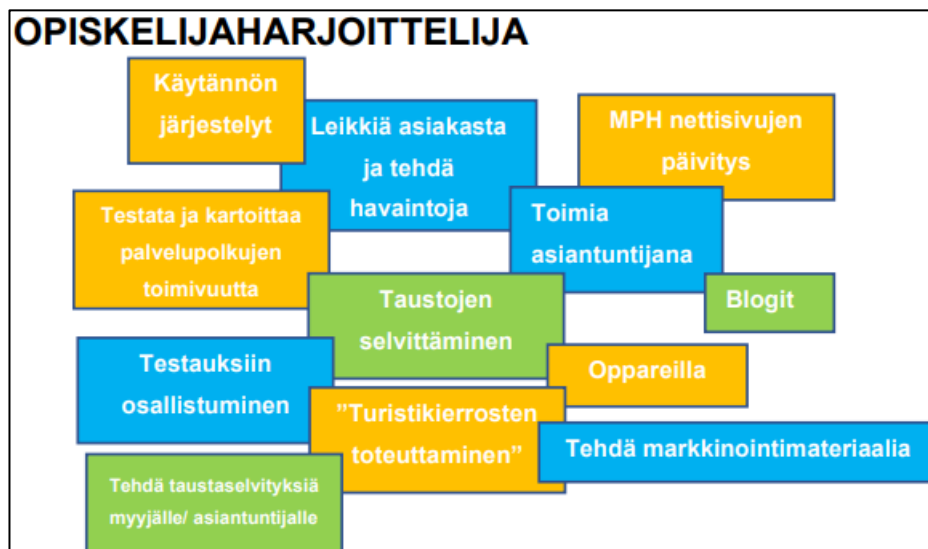 OPISKELIJAHARJOITTELIJA
Käytännön
järjestelyt
Leikkiä asiakasta
ja tehdä
havaintoja
MPH nettisivujen
päivitys
Testata ja kartoittaa
palvelupolkujen
toimivuutta
Toimia
asiantuntijana
Taustojen
selvittäminen
Blogit
Testauksiin
osallistuminen
Oppareilla
”Turistikierrosten
toteuttaminen”
Tehdä markkinointimateriaalia
Tehdä taustaselvityksiä
myyjälle/ asiantuntijalle